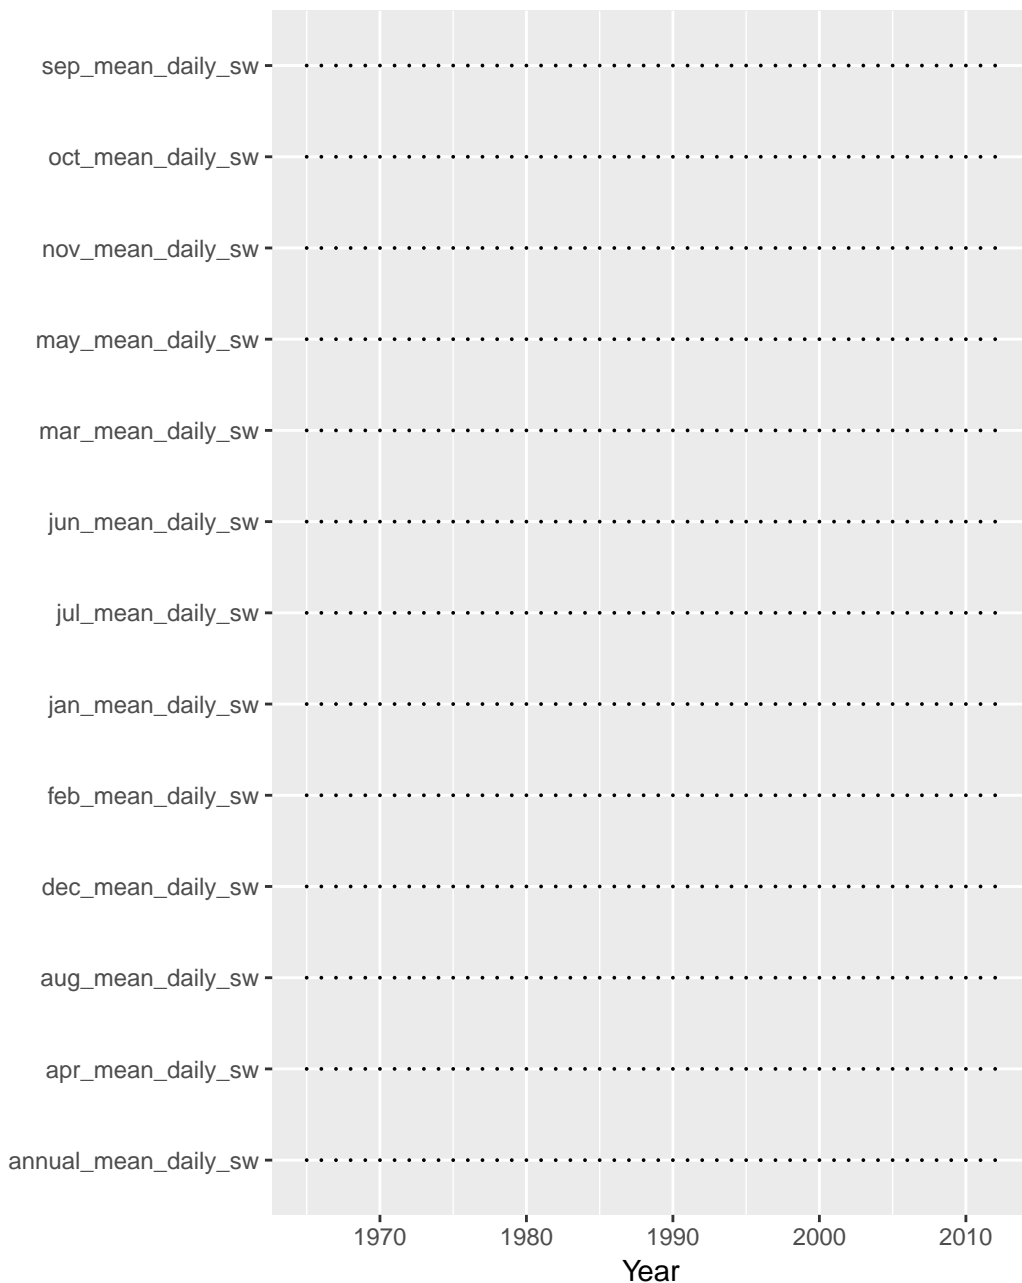 sep_mean_daily_sw
oct_mean_daily_sw
nov_mean_daily_sw
may_mean_daily_sw
mar_mean_daily_sw
jun_mean_daily_sw
jul_mean_daily_sw
jan_mean_daily_sw
feb_mean_daily_sw
dec_mean_daily_sw
aug_mean_daily_sw
apr_mean_daily_sw
annual_mean_daily_sw
1970 1980 1990 2000 2010
Year